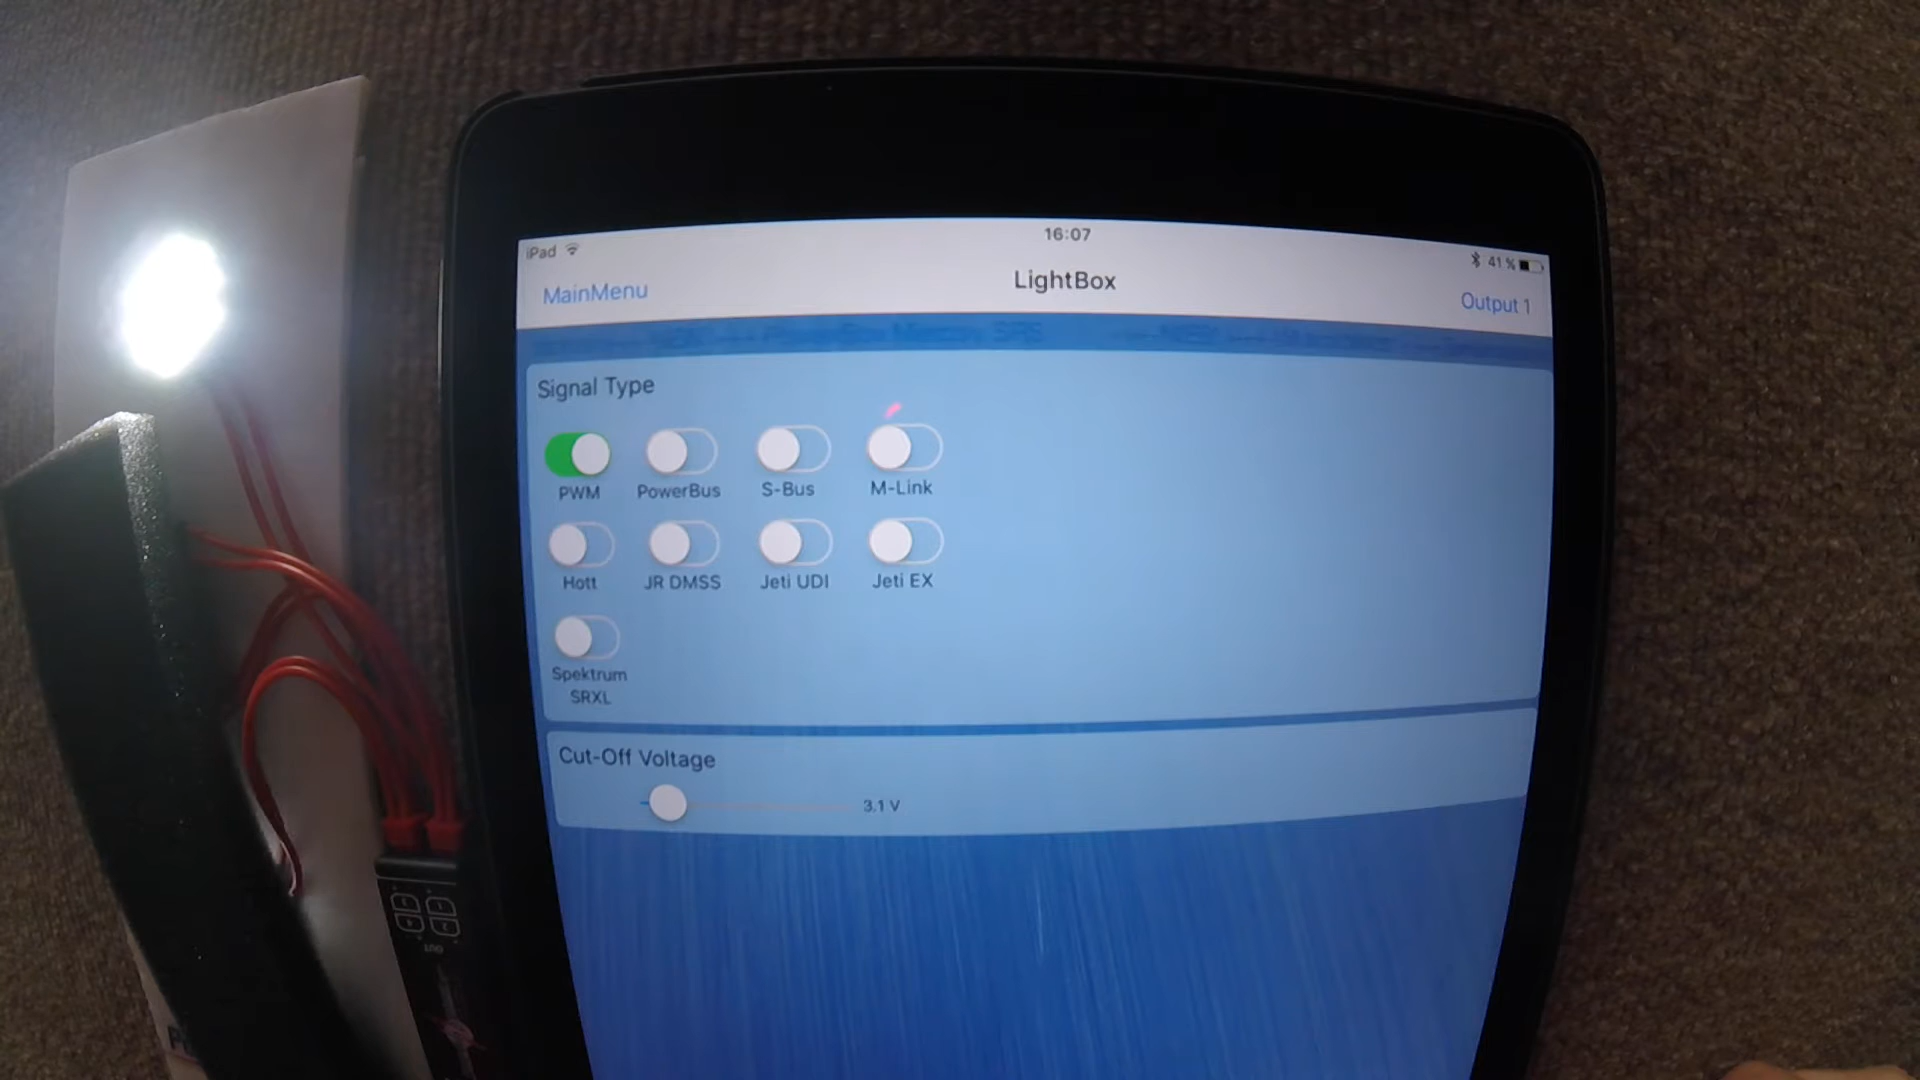 iPad
16:07
41 %
MainMenu
LightBox
Output 1
Signal Type
PWM
PowerBus
S-Bus
M-Link
Hott
JR DMSS
Jeti UDI
Jeti EX
Spektrum
SRXL
Cut-Off Voltage
3.1 V
OUT